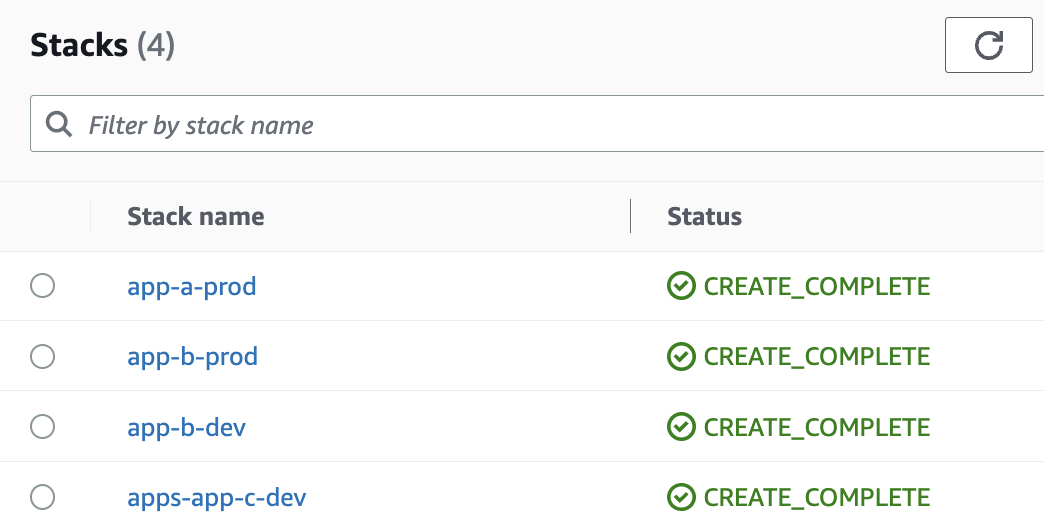 Stacks (4)
Filter by stack name
Stack name Status
app-a-prod CREATE_COMPLETE
app-b-prod CREATE_COMPLETE
app-b-dev CREATE_COMPLETE
apps-app-c-dev CREATE_COMPLETE